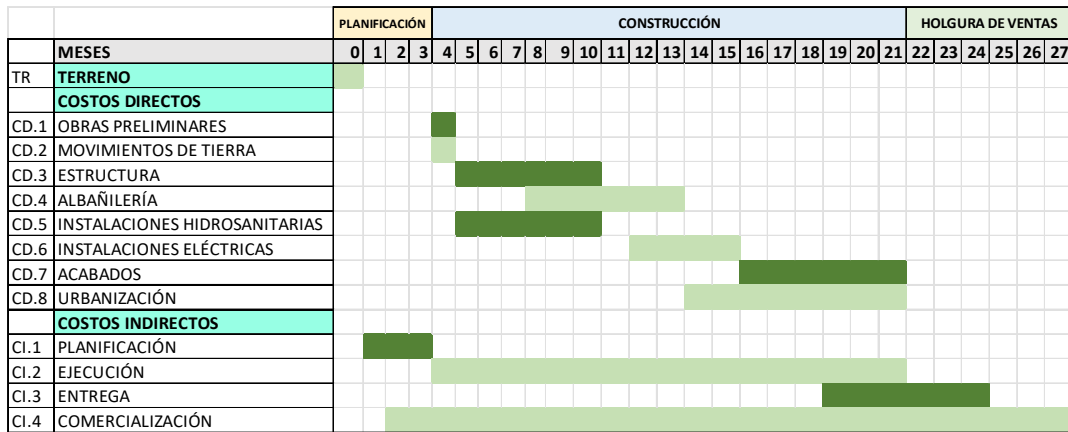 PLANIFICACIÓN CONSTRUCCIÓN HOLGURA DE VENTAS
MESES 0 1 2 3 4 5 6 7 8 9 10 11 12 13 14 15 16 17 18 19 20 21 22 23 24 25 26 27
TR TERRENO
COSTOS DIRECTOS
CD.1 OBRAS PRELIMINARES
CD.2 MOVIMIENTOS DE TIERRA
CD.3 ESTRUCTURA
CD.4 ALBAÑILERÍA
CD.5 INSTALACIONES HIDROSANITARIAS
CD.6 INSTALACIONES ELÉCTRICAS
CD.7 ACABADOS
CD.8 URBANIZACIÓN
COSTOS INDIRECTOS
CI.1 PLANIFICACIÓN
CI.2 EJECUCIÓN
CI.3 ENTREGA
CI.4 COMERCIALIZACIÓN